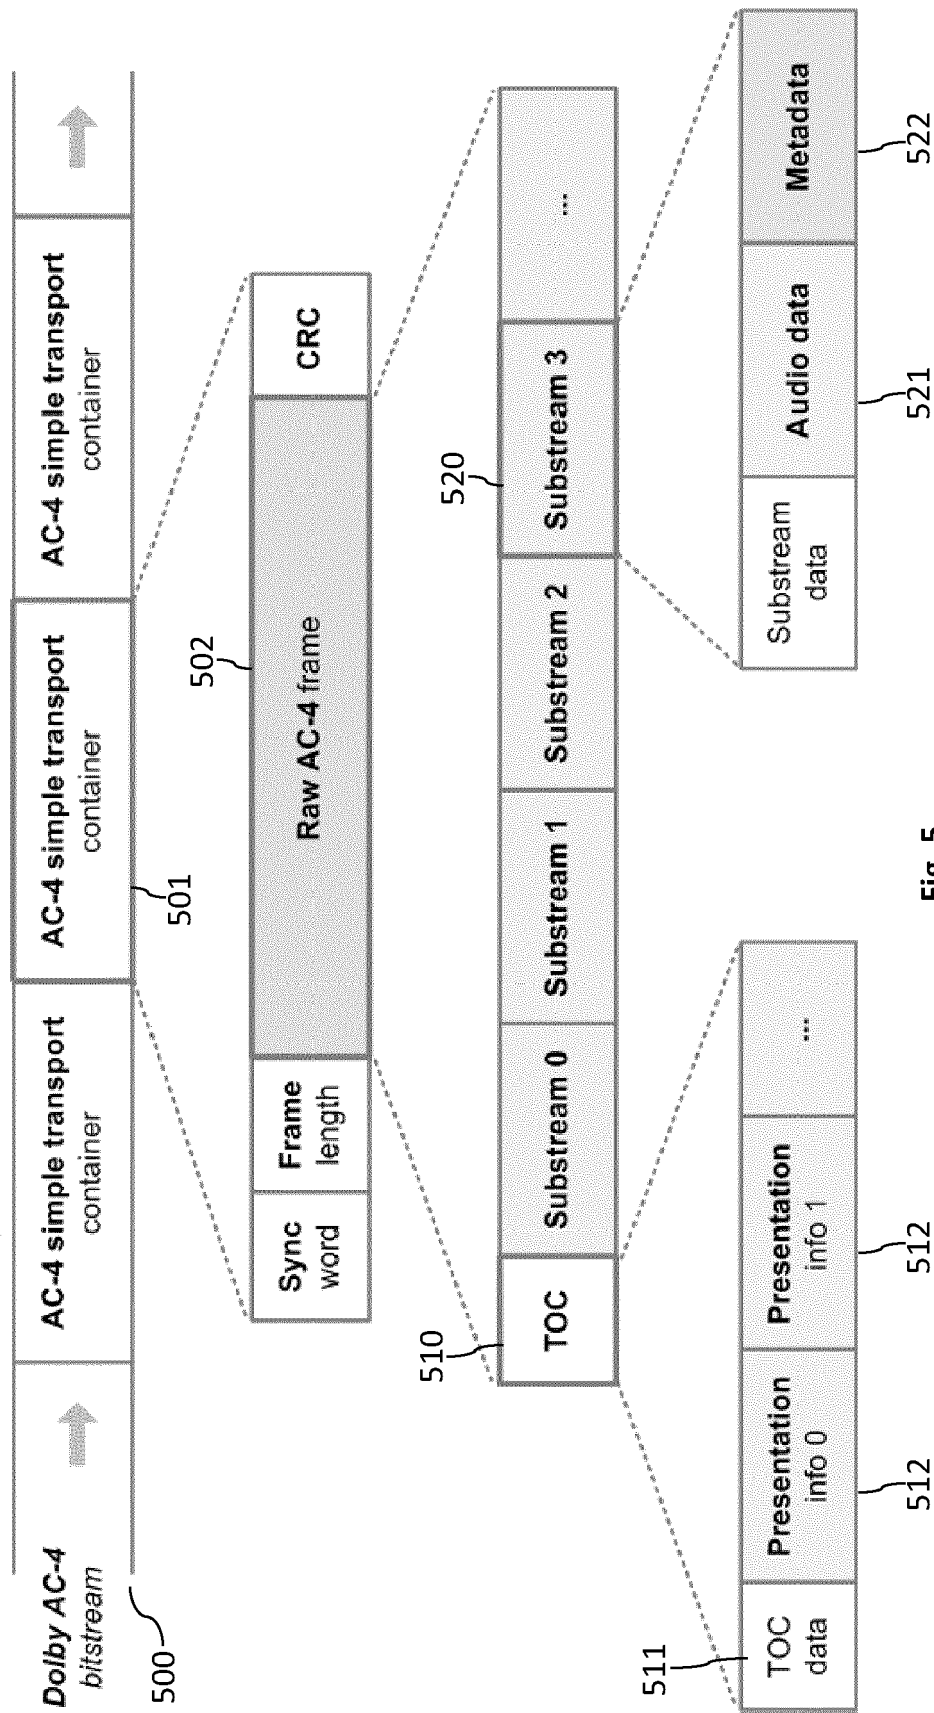 Dolby AC-4
bitstream
500
AC-4 simple transport
container
AC-4 simple transport
container
501
AC-4 simple transport
container
Sync
word
Frame
length
Raw AC-4 frame
502
CRC
510
TOC
Substream 0
Substream 1
Substream 2
520
Substream 3
...
511
TOC
data
Presentation
info 0
512
Presentation
info 1
512
...
Substream
data
Audio data
521
Metadata
522